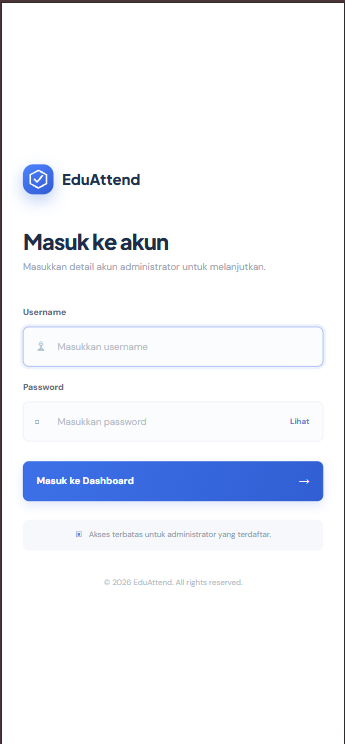 EduAttend
Masuk ke akun
Masukkan detail akun administrator untuk melanjutkan.
Username
Masukkan username
Password
Masukkan password Lihat
Masuk ke Dashboard →
Akses terbatas untuk administrator yang terdaftar.
© 2026 EduAttend. All rights reserved.